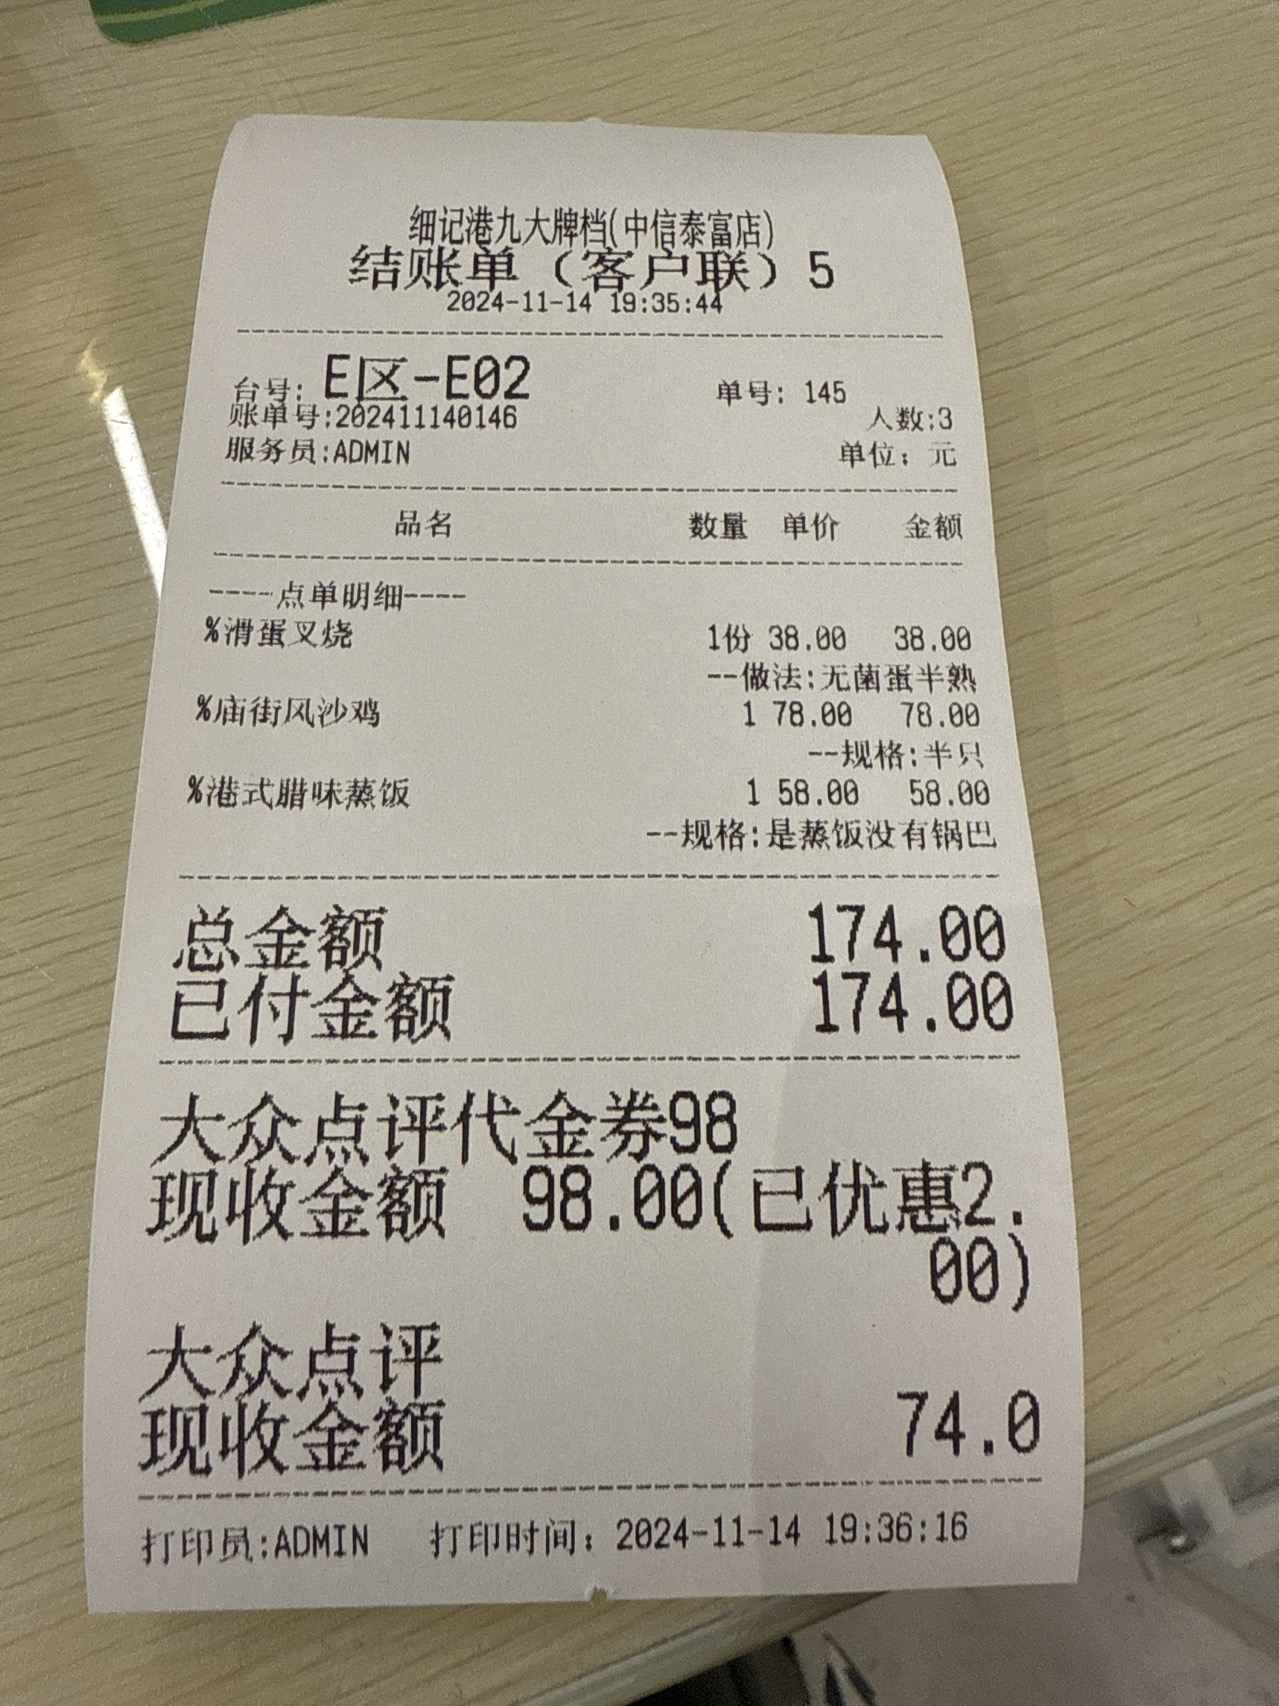 细记港九大牌档(中信泰富店)
结账单（客户联）5
2024-11-14 19:35:44
台号: E区-E02 单号: 145
账单号:202411140146 人数:3
服务员:ADMIN 单位: 元
品名 数量 单价 金额
----点单明细----
%滑蛋叉烧 1份 38.00 38.00
--做法:无菌蛋半熟
%庙街风沙鸡 1 78.00 78.00
--规格:半只
%港式腊味蒸饭 1 58.00 58.00
--规格:是蒸饭没有锅巴
总金额 174.00
已付金额 174.00
大众点评代金券98
现收金额 98.00(已优惠2.
00)
大众点评
现收金额 74.0
打印员:ADMIN 打印时间: 2024-11-14 19:36:16